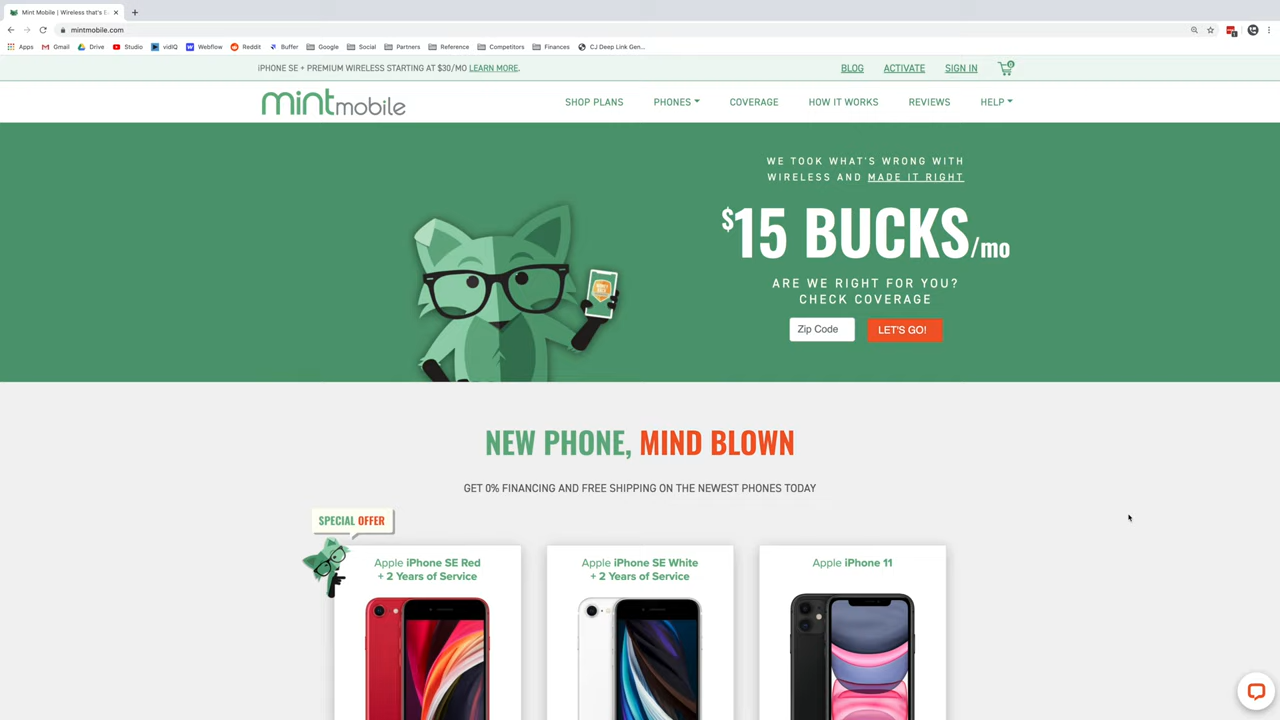 Mint Mobile | Wireless that's E
mintmobile.com
Apps Gmail Drive Studio vidIQ Webflow Reddit Buffer Google Social Partners Reference Competitors Finances CJ Deep Link Gen...
iPHONE SE + PREMIUM WIRELESS STARTING AT $30/MO LEARN MORE.
BLOG ACTIVATE SIGN IN 0
mintmobile
SHOP PLANS PHONES COVERAGE HOW IT WORKS REVIEWS HELP
WE TOOK WHAT'S WRONG WITH
WIRELESS AND MADE IT RIGHT
$15 BUCKS/mo
ARE WE RIGHT FOR YOU?
CHECK COVERAGE
Zip Code LET'S GO!
NEW PHONE, MIND BLOWN
GET 0% FINANCING AND FREE SHIPPING ON THE NEWEST PHONES TODAY
SPECIAL OFFER
Apple iPhone SE Red
+ 2 Years of Service
Apple iPhone SE White
+ 2 Years of Service
Apple iPhone 11